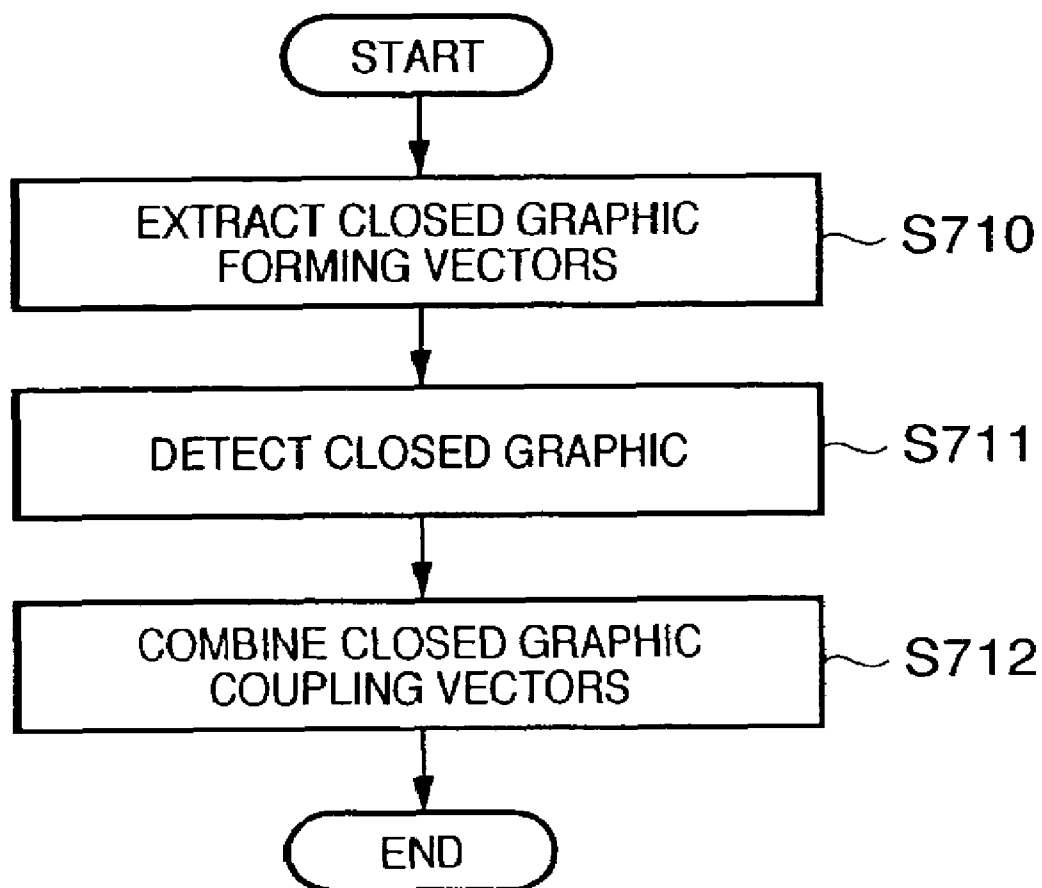 START
EXTRACT CLOSED GRAPHIC
FORMING VECTORS
S710
DETECT CLOSED GRAPHIC
S711
COMBINE CLOSED GRAPHIC
COUPLING VECTORS
S712
END